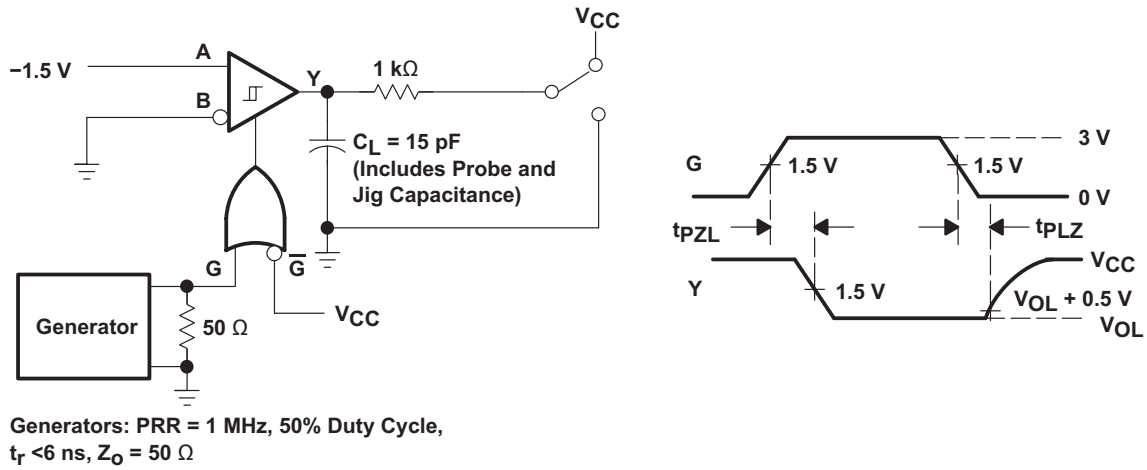 VCC
A
−1.5 V
Y
1 kΩ
B
CL = 15 pF
(Includes Probe and
Jig Capacitance)
G
G̅
Generator
50 Ω
VCC
Generators: PRR = 1 MHz, 50% Duty Cycle,
tr <6 ns, Zo = 50 Ω
3 V
G
1.5 V
1.5 V
0 V
tPZL
tPLZ
VCC
Y
1.5 V
VOL + 0.5 V
VOL